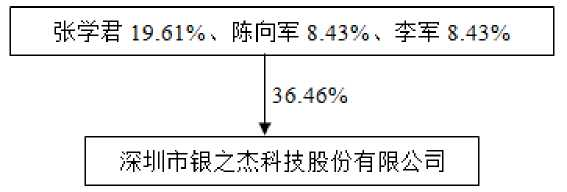 张学君 19.61%、陈向军 8.43%、李军 8.43%
36.46%
深圳市银之杰科技股份有限公司